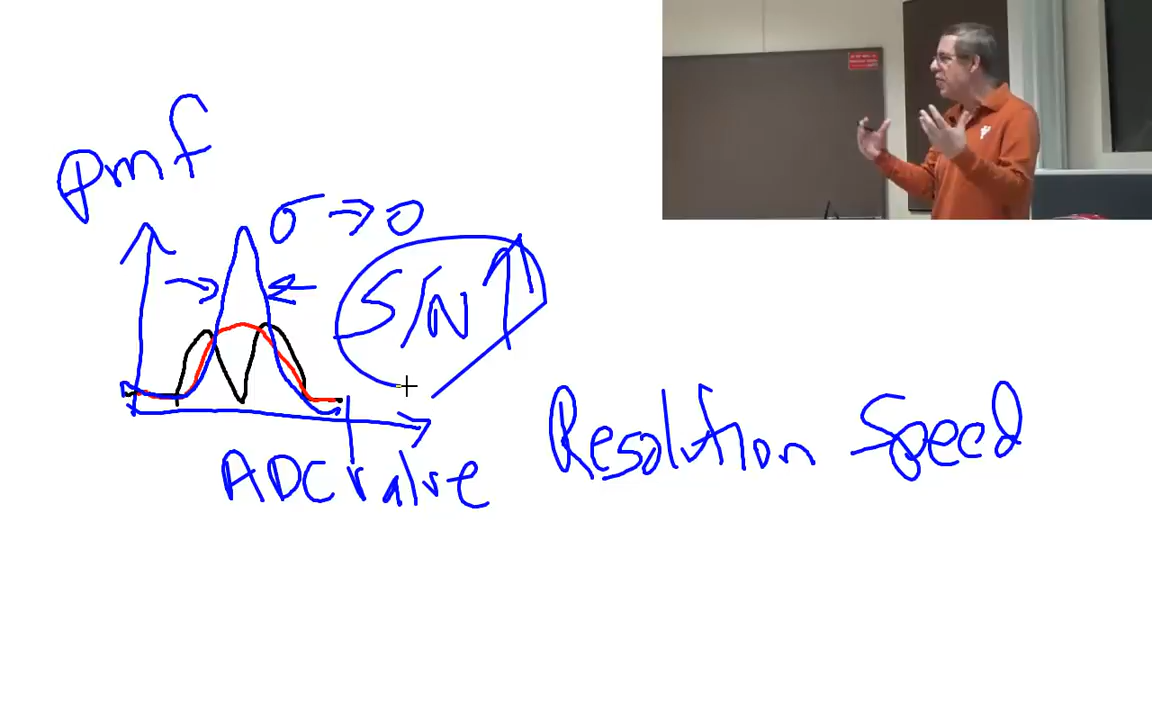 pmf
σ → 0
S/N ↑
ADC value
Resolution Speed